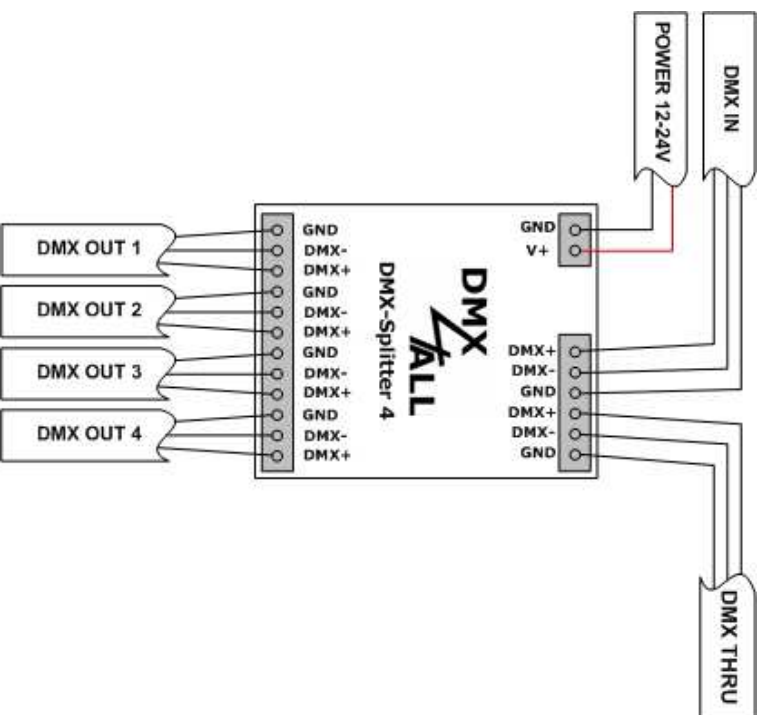 POWER 12-24V
DMX IN
DMX OUT 1
DMX OUT 2
DMX OUT 3
DMX OUT 4
GND
DMX-
DMX+
GND
DMX-
DMX+
GND
DMX-
DMX+
GND
DMX-
DMX+
DMX-Splitter 4
DMX
4
ALL
GND
V+
DMX+
DMX-
GND
DMX+
DMX-
GND
DMX THRU